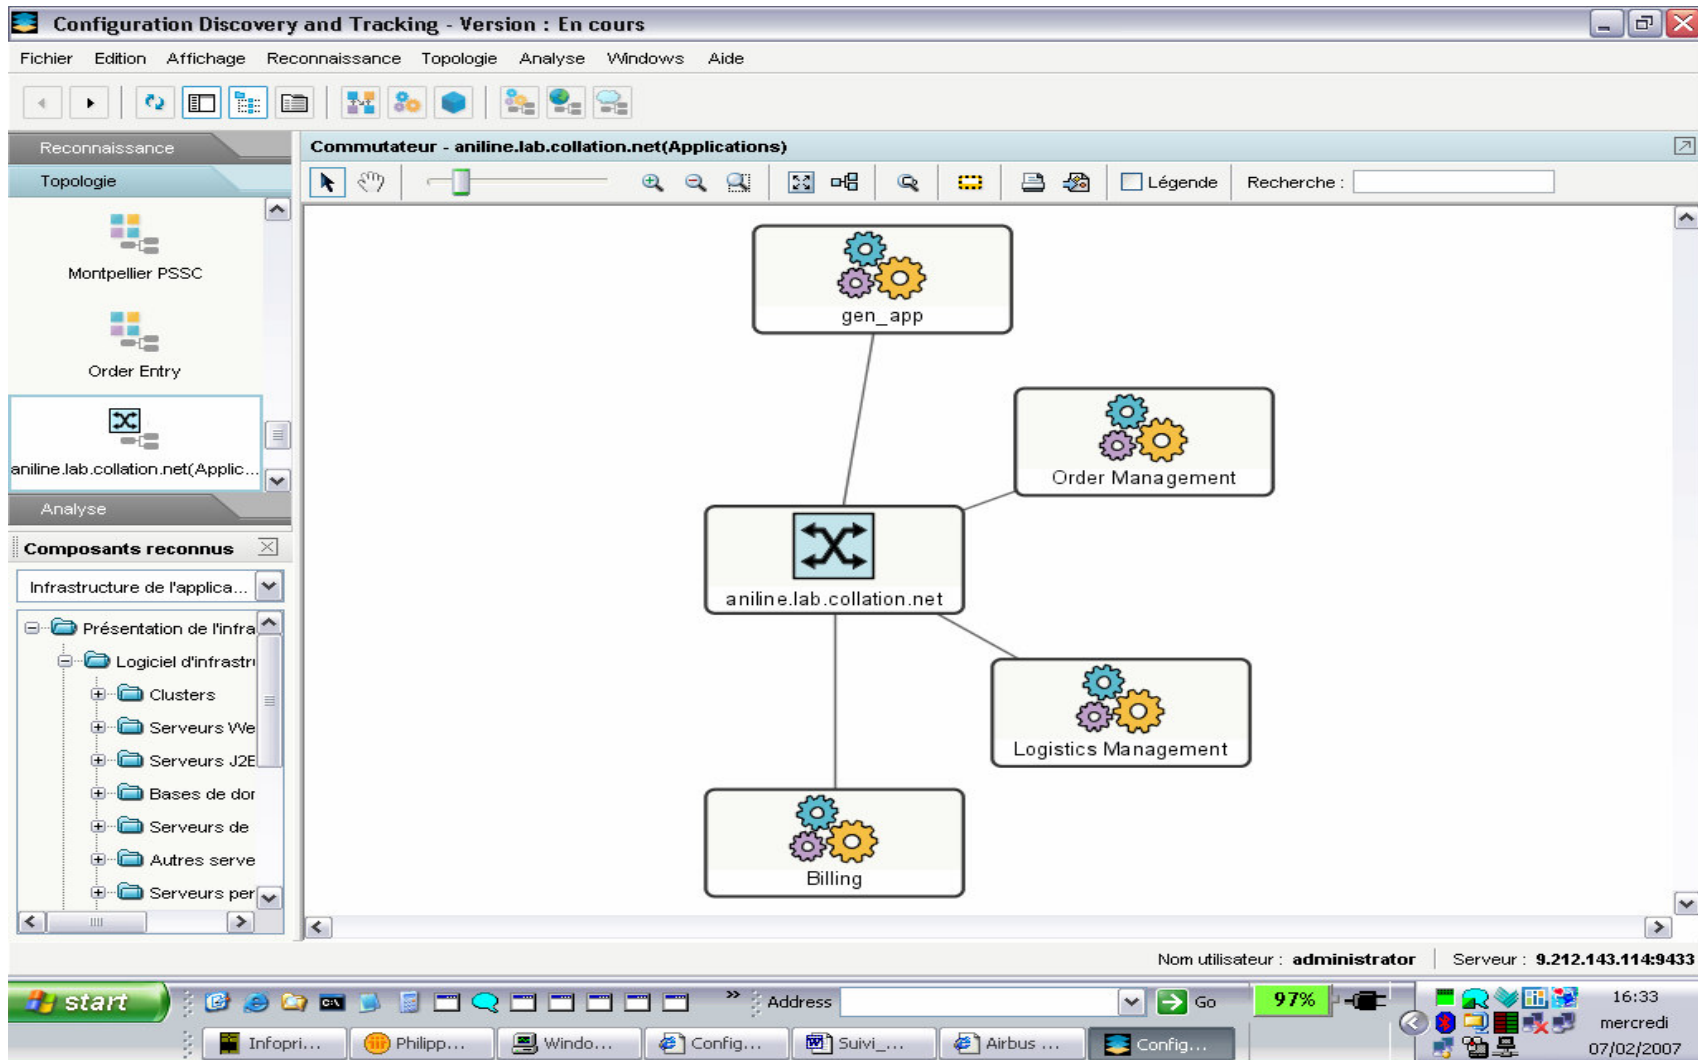 Configuration Discovery and Tracking - Version : En cours
Fichier Edition Affichage Reconnaissance Topologie Analyse Windows Aide
Reconnaissance
Topologie
Montpellier PSSC
Order Entry
aniline.lab.collation.net(Applic...
Analyse
Composants reconnus
Infrastructure de l'applica...
Présentation de l'infra
Logiciel d'infrastr
Clusters
Serveurs We
Serveurs J2E
Bases de dor
Serveurs de
Autres serve
Serveurs per
Commutateur - aniline.lab.collation.net(Applications)
Légende Recherche :
gen_app
Order Management
aniline.lab.collation.net
Logistics Management
Billing
Nom utilisateur : administrator Serveur : 9.212.143.114:9433
start
Address Go 97%
Infopri... Philipp... Windo... Config... Suivi_... Airbus ... Config...
16:33
mercredi
07/02/2007